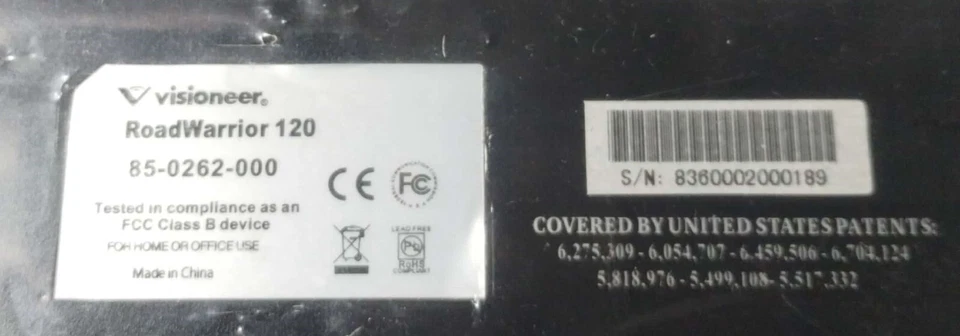 visioneer®
RoadWarrior 120
85-0262-000
CE FC
Tested in compliance as an
FCC Class B device
FOR HOME OR OFFICE USE
LEAD FREE
Pb
RoHS
COMPLIANT
Made in China
S/N: 8360002000189
COVERED BY UNITED STATES PATENTS:
6,275,309 - 6,054,707 - 6,459,506 - 6,704,124
5,818,976 - 5,499,108- 5,517,332